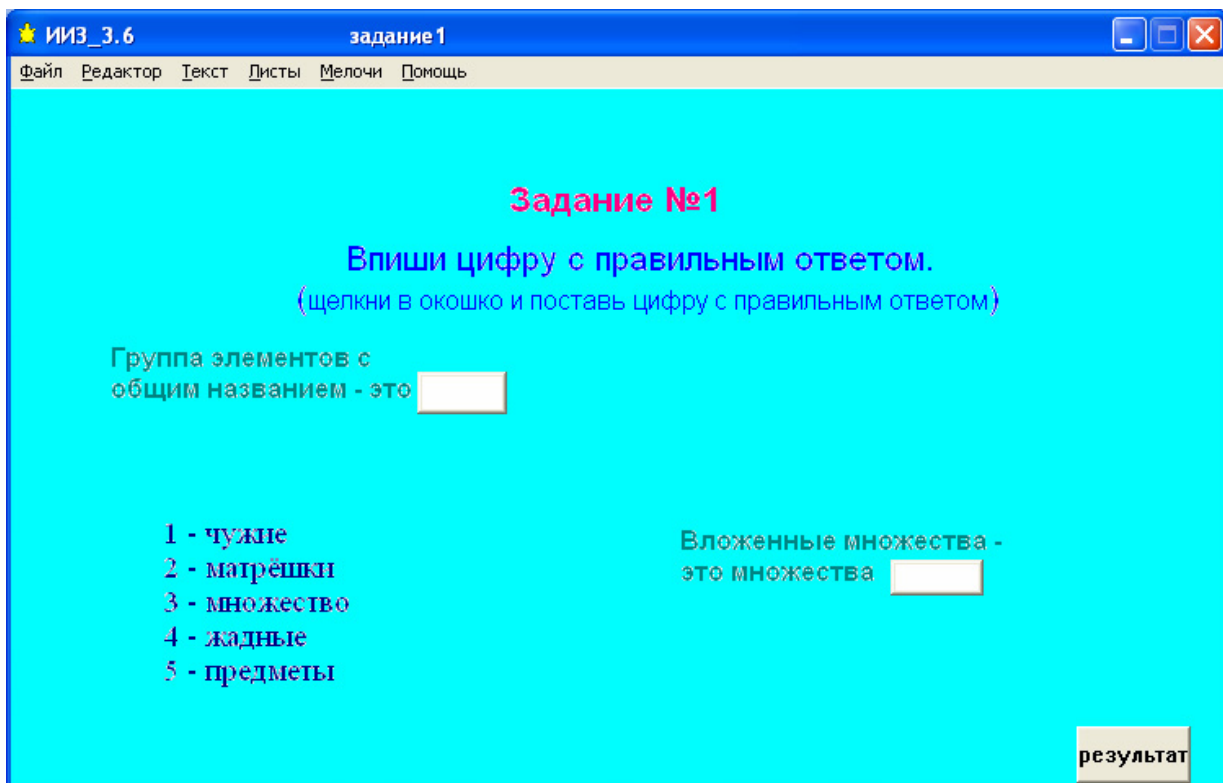 ИИЗ_3.6 задание1
Файл Редактор Текст Листы Мелочи Помощь
Задание №1
Впиши цифру с правильным ответом.
(щелкни в окошко и поставь цифру с правильным ответом)
Группа элементов с
общим названием - это
1 - чужие
2 - матрёшки
3 - множество
4 - жадные
5 - предметы
Вложенные множества -
это множества
результат